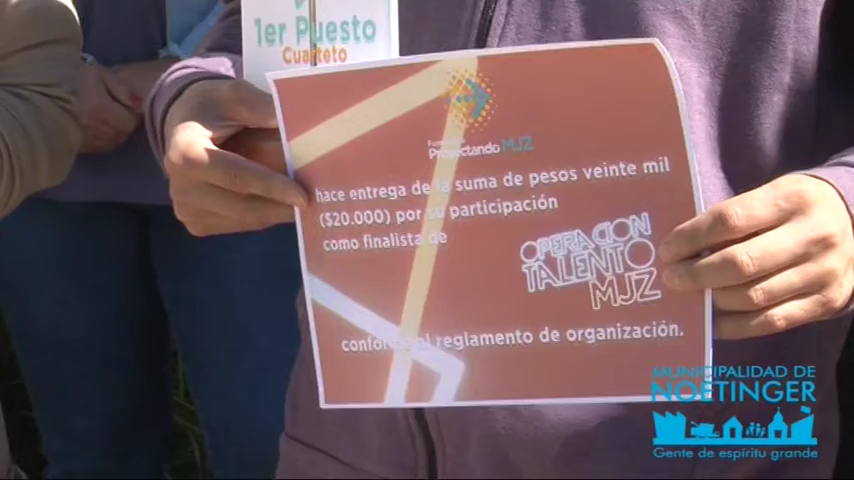 1er Puesto
Cuarteto
Proyectando MJZ
hace entrega de la suma de pesos veinte mil
($20.000) por su participación
como finalista de
OPERACION
TALENTO
MJZ
conforme al reglamento de organización.
MUNICIPALIDAD DE
NOETINGER
Gente de espíritu grande